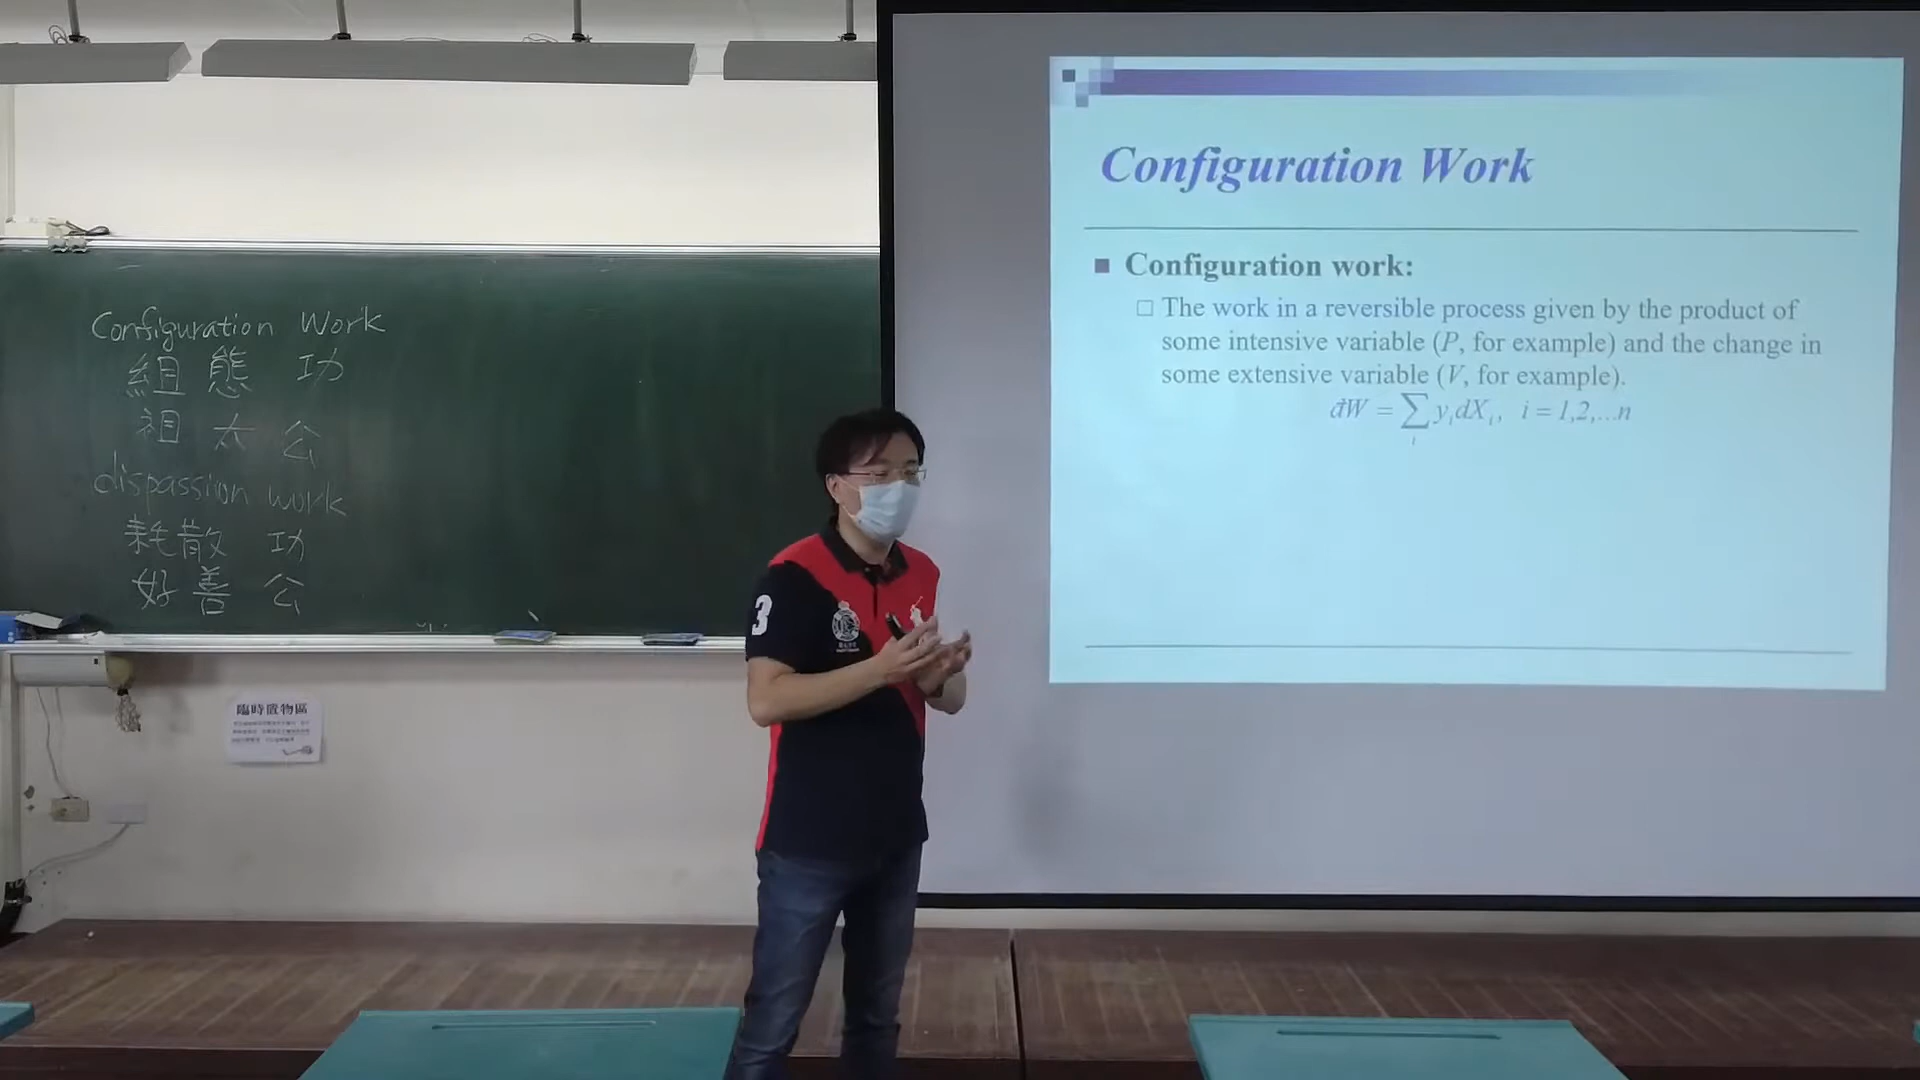 Configuration Work
組態 功
祖太公
dispassion work
耗散 功
好善 公
臨時置物區
3
Configuration Work
Configuration work:
The work in a reversible process given by the product of
some intensive variable (P, for example) and the change in
some extensive variable (V, for example).
đW = ∑ᵢ yᵢdXᵢ, i = 1,2,...n